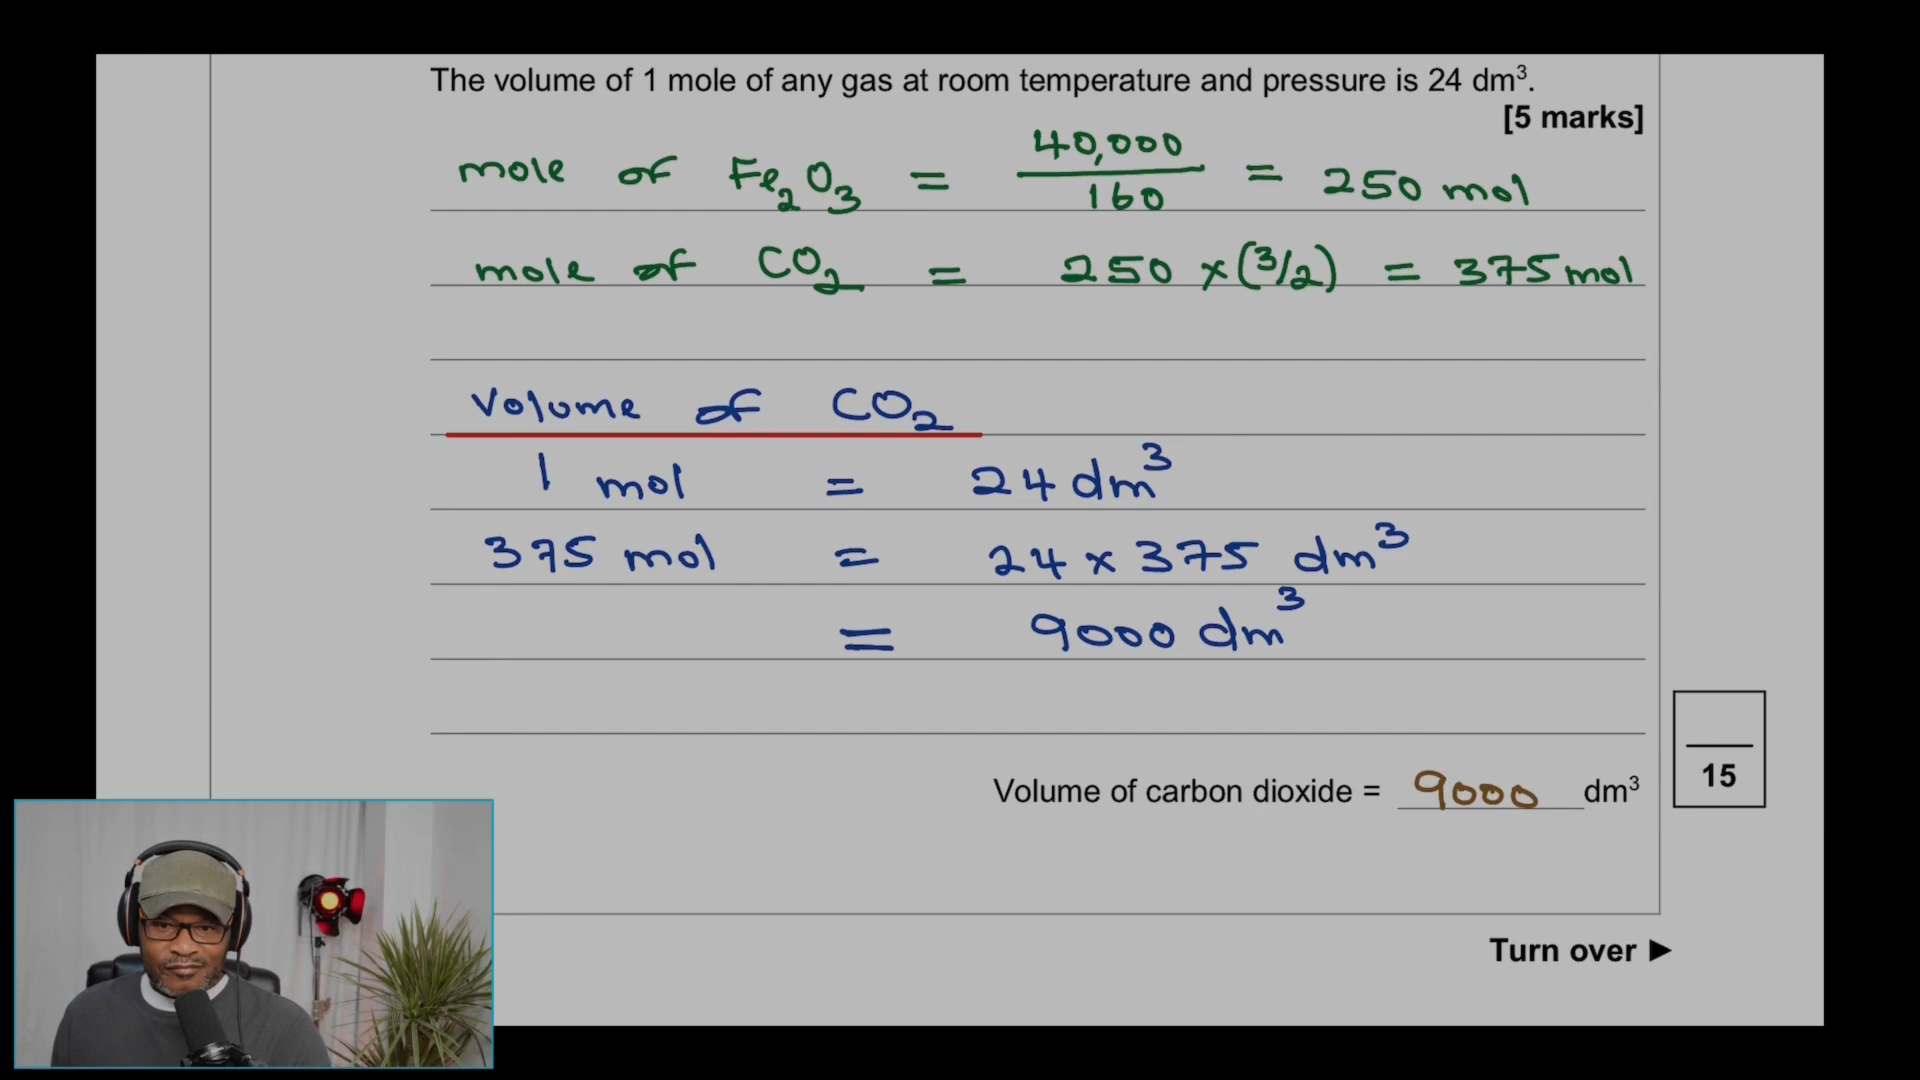 The volume of 1 mole of any gas at room temperature and pressure is 24 dm³.
[5 marks]
mole of Fe₂O₃ = 40,000/160 = 250 mol
mole of CO₂ = 250 × (3/2) = 375 mol
Volume of CO₂
1 mol = 24 dm³
375 mol = 24 × 375 dm³
= 9000 dm³
Volume of carbon dioxide = 9000 dm³
15
Turn over ►